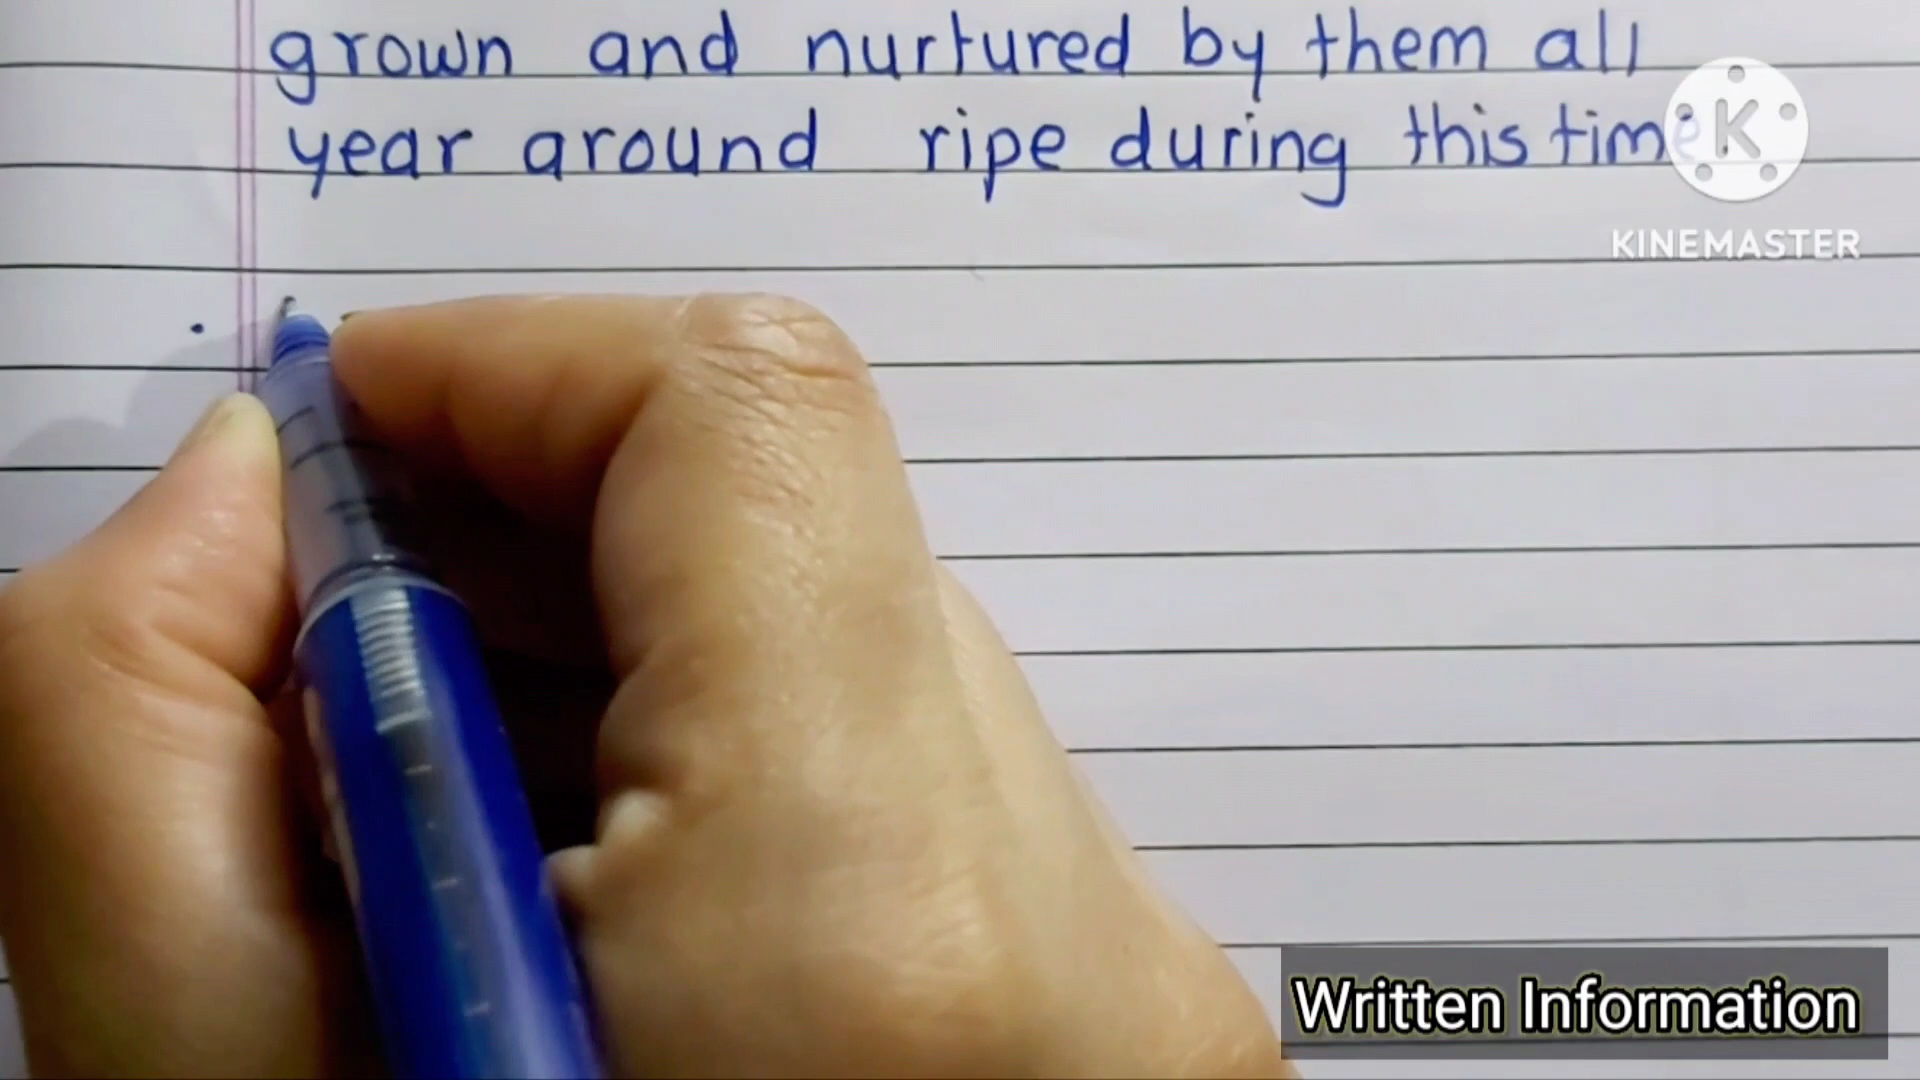 grown and nurtured by them all
year around ripe during this time
K
KINEMASTER
Written Information